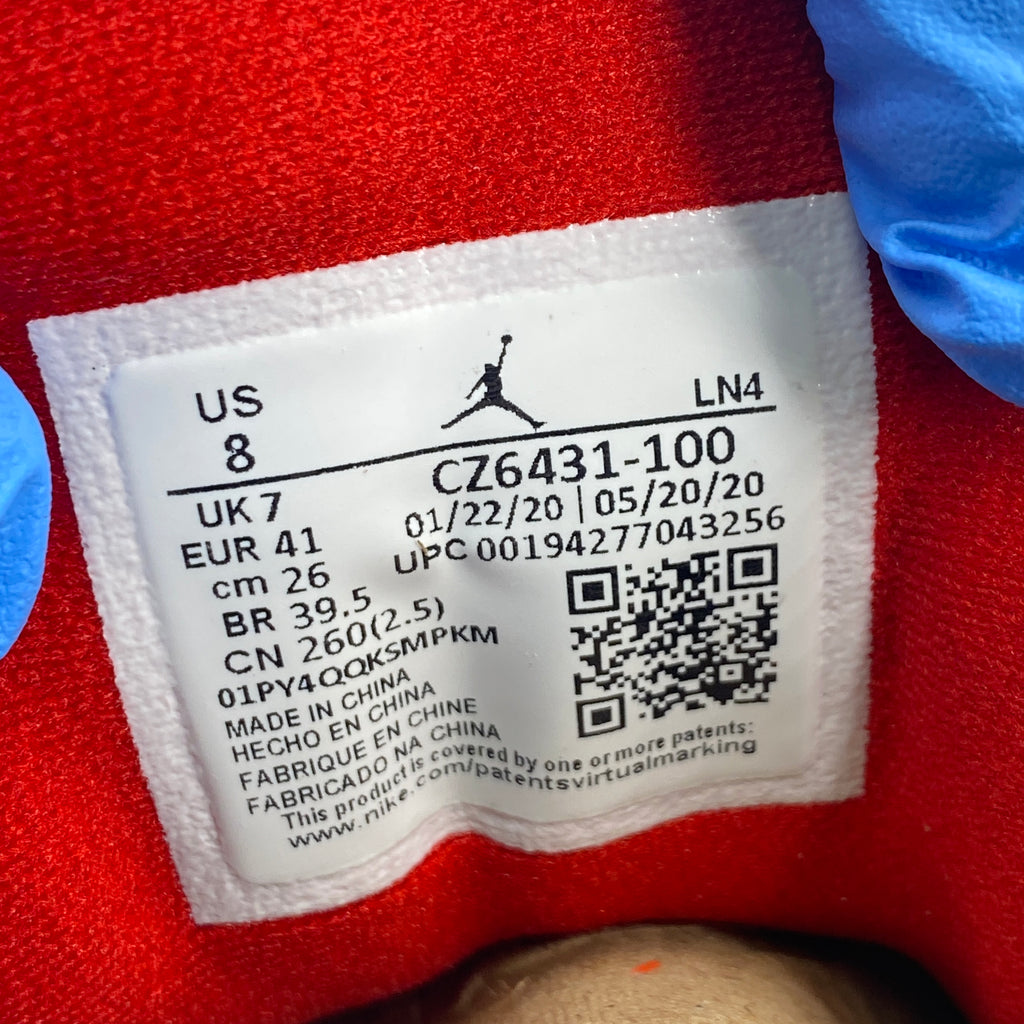 US
8
LN4
UK 7
EUR 41
cm 26
BR 39.5
CN 260(2.5)
01PY4QQKSMPKM
CZ6431-100
01/22/20 | 05/20/20
UPC 00194277043256
MADE IN CHINA
HECHO EN CHINA
FABRIQUE EN CHINE
FABRICADO NA CHINA
This product is covered by one or more patents:
www.nike.com/patentsvirtualmarking